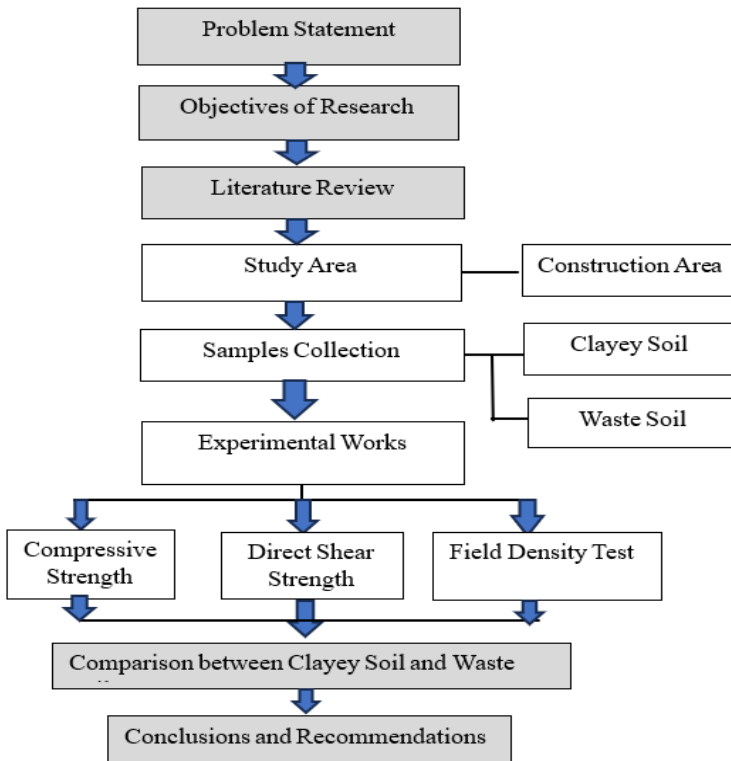 Problem Statement
Objectives of Research
Literature Review
Study Area
Construction Area
Samples Collection
Clayey Soil
Waste Soil
Experimental Works
Compressive
Strength
Direct Shear
Strength
Field Density Test
Comparison between Clayey Soil and Waste
Conclusions and Recommendations